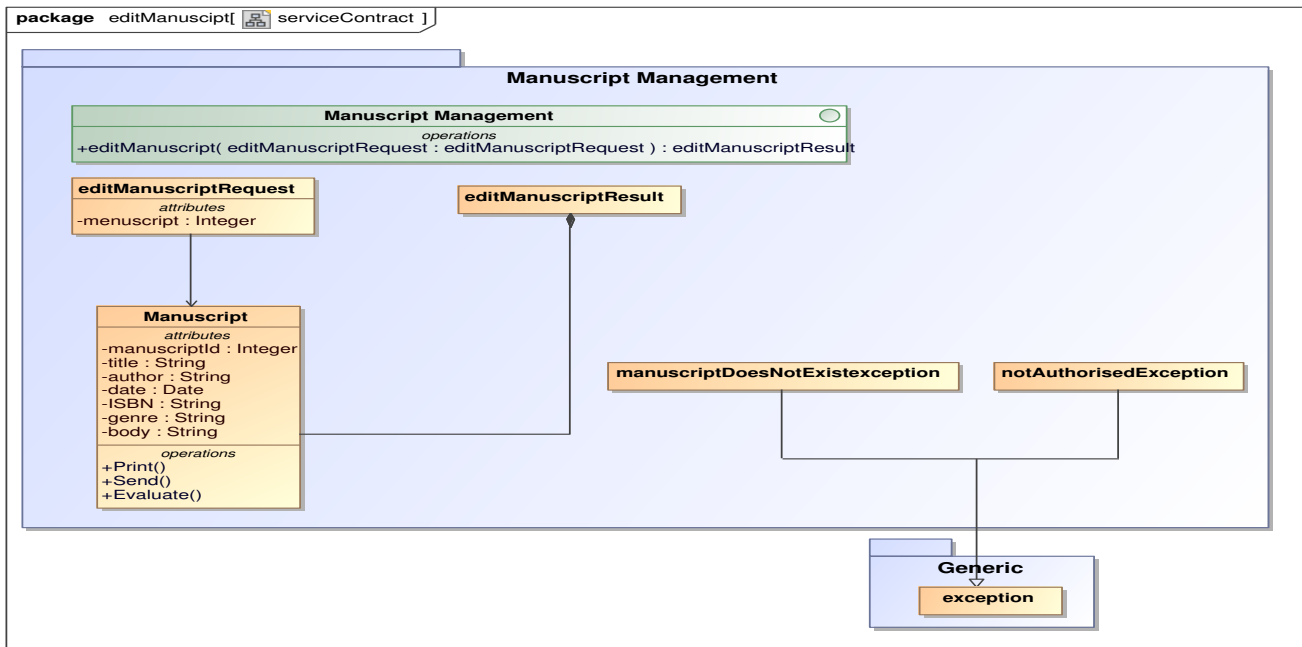 package editManuscipt[ serviceContract ]
Manuscript Management
Manuscript Management
operations
+editManuscript( editManuscriptRequest : editManuscriptRequest ) : editManuscriptResult
editManuscriptRequest
attributes
-menuscript : Integer
editManuscriptResult
Manuscript
attributes
-manuscriptId : Integer
-title : String
-author : String
-date : Date
-ISBN : String
-genre : String
-body : String
operations
+Print()
+Send()
+Evaluate()
manuscriptDoesNotExistexception
notAuthorisedException
Generic
exception